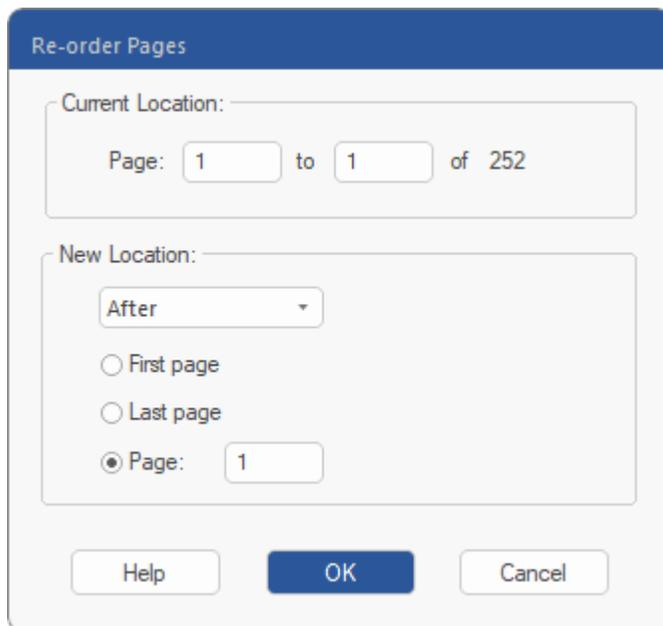 Re-order Pages
Current Location:
Page: 1 to 1 of 252
New Location:
After
First page
Last page
Page: 1
Help OK Cancel